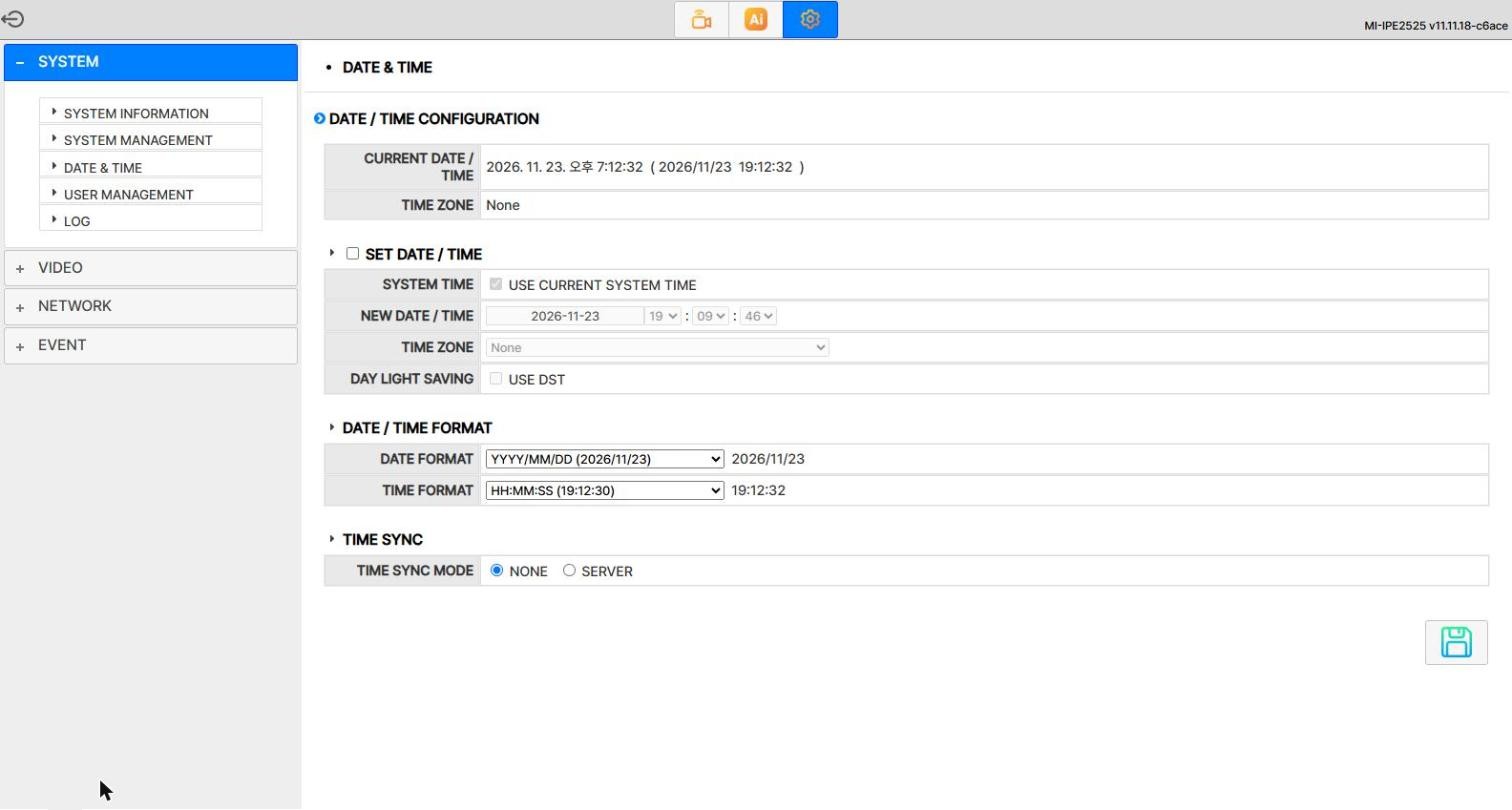 Ai
MI-IPE2525 v11.11.18-c6ace
SYSTEM
SYSTEM INFORMATION
SYSTEM MANAGEMENT
DATE & TIME
USER MANAGEMENT
LOG
VIDEO
NETWORK
EVENT
DATE & TIME
DATE / TIME CONFIGURATION
CURRENT DATE / TIME 2026. 11. 23. 오후 7:12:32 ( 2026/11/23 19:12:32 )
TIME ZONE None
SET DATE / TIME
SYSTEM TIME USE CURRENT SYSTEM TIME
NEW DATE / TIME 2026-11-23 19 : 09 : 46
TIME ZONE None
DAY LIGHT SAVING USE DST
DATE / TIME FORMAT
DATE FORMAT YYYY/MM/DD (2026/11/23) 2026/11/23
TIME FORMAT HH:MM:SS (19:12:30) 19:12:32
TIME SYNC
TIME SYNC MODE NONE SERVER